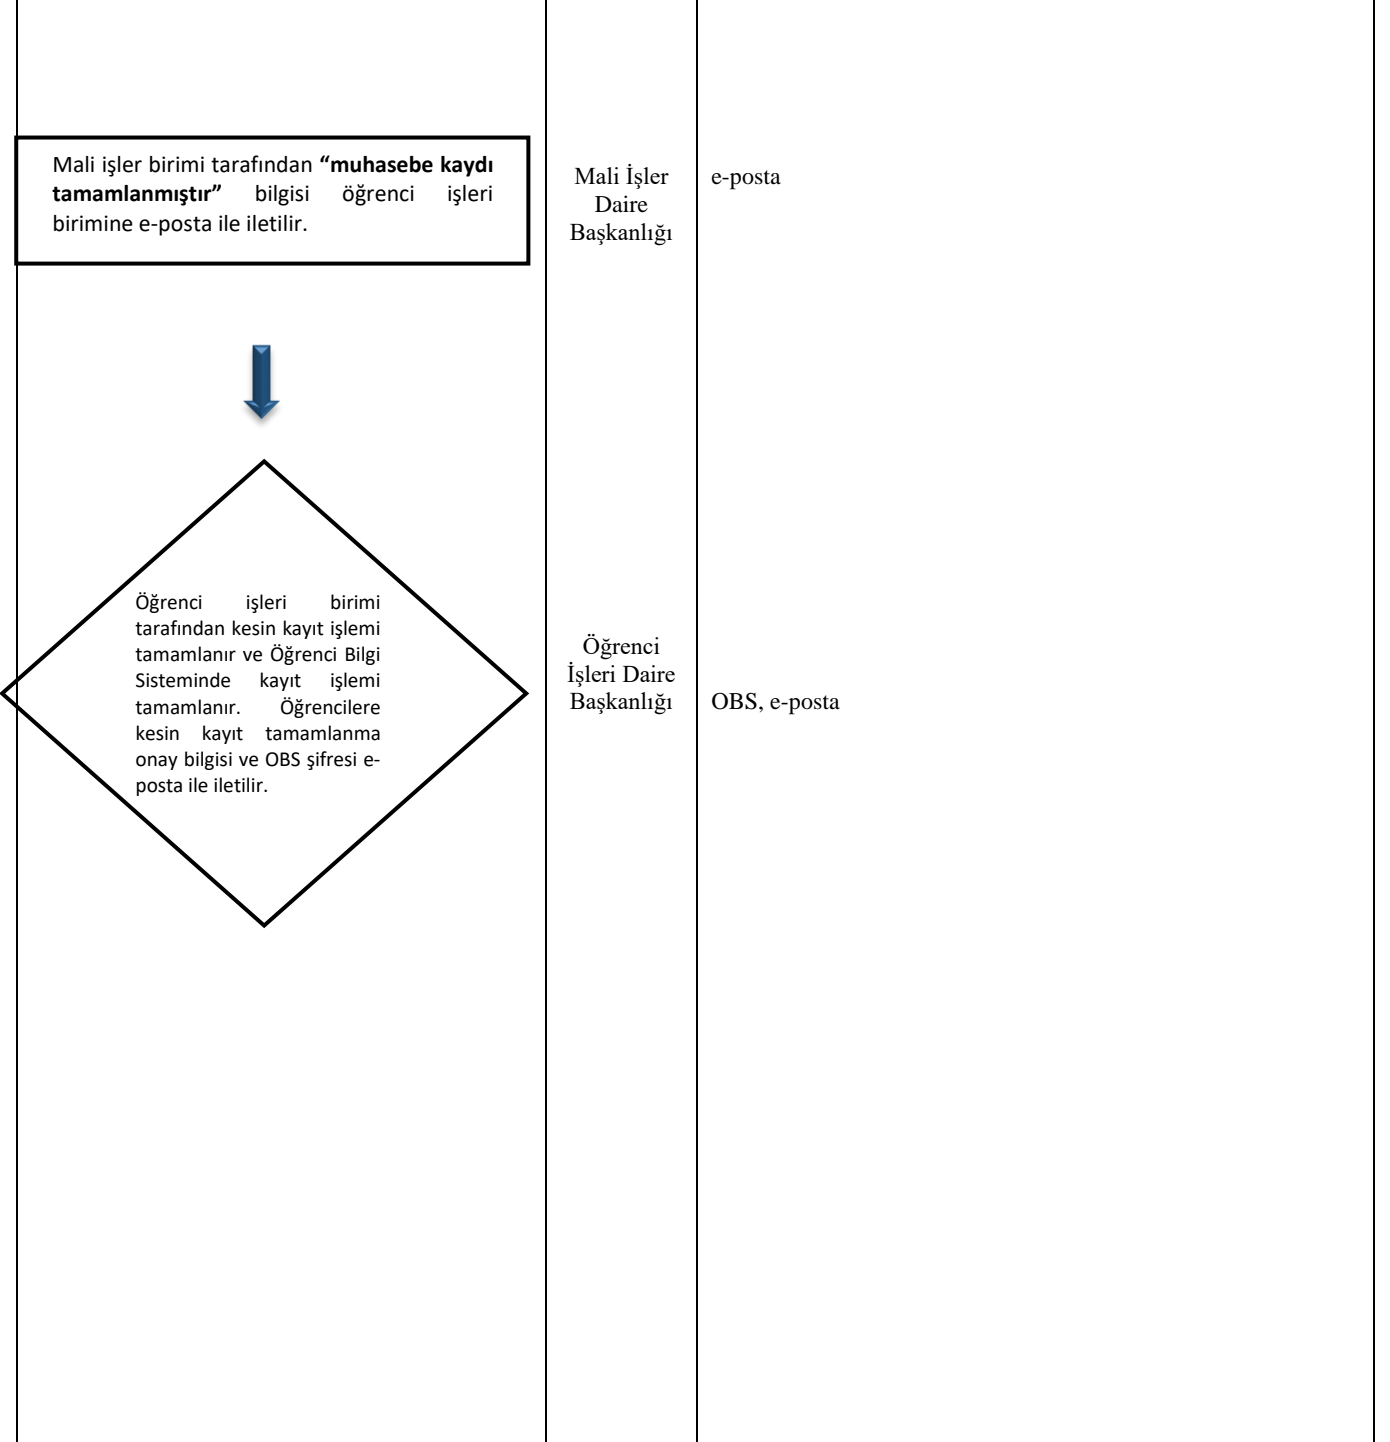 Mali işler birimi tarafından “muhasebe kaydı
tamamlanmıştır” bilgisi öğrenci işleri
birimine e-posta ile iletilir.
Mali İşler
Daire
Başkanlığı
e-posta
Öğrenci işleri birimi
tarafından kesin kayıt işlemi
tamamlanır ve Öğrenci Bilgi
Sisteminde kayıt işlemi
tamamlanır. Öğrencilere
kesin kayıt tamamlanma
onay bilgisi ve OBS şifresi e-
posta ile iletilir.
Öğrenci
İşleri Daire
Başkanlığı
OBS, e-posta